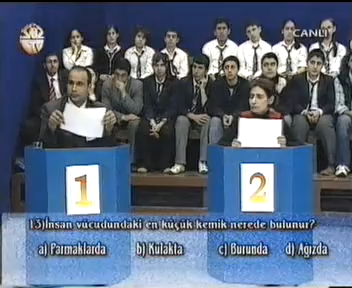 CANLI
1
2
13)İnsan vücudundaki en küçük kemik nerede bulunur?
a) Parmaklarda b) Kulakta c) Burunda d) Ağızda